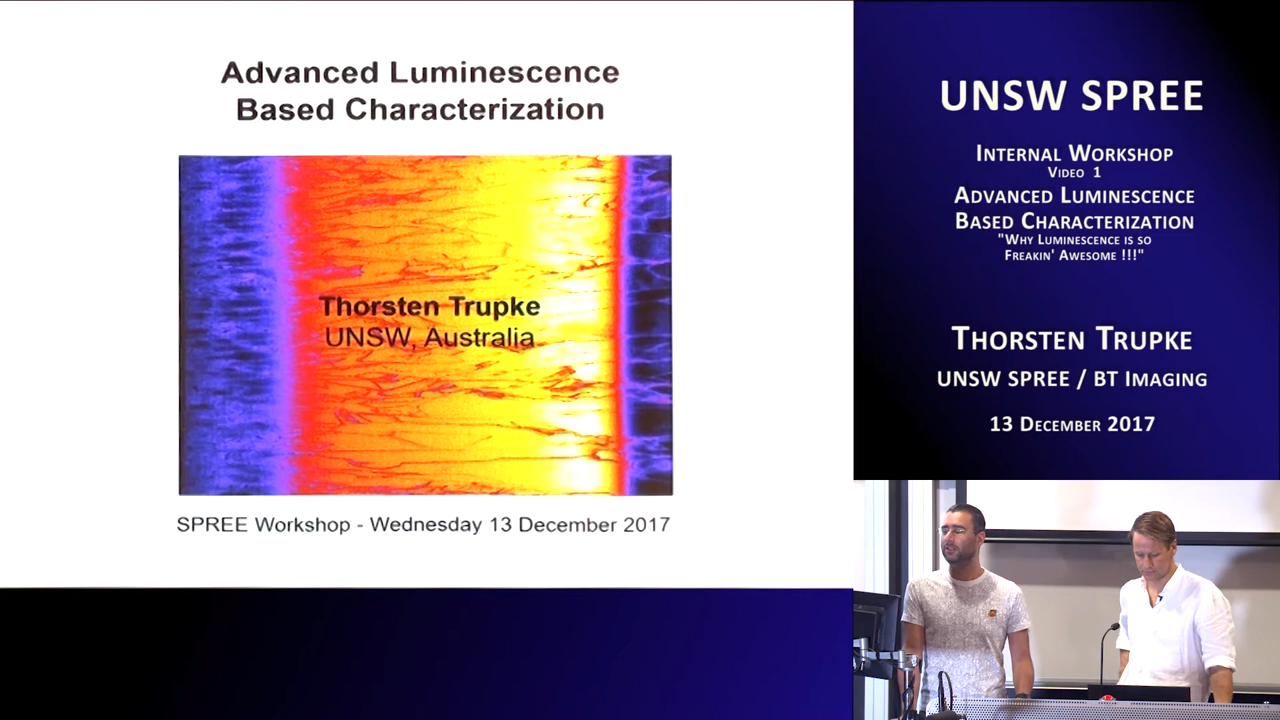 Advanced Luminescence
Based Characterization
Thorsten Trupke
UNSW, Australia
SPREE Workshop - Wednesday 13 December 2017
UNSW SPREE
Internal Workshop
Video 1
Advanced Luminescence
Based Characterization
"Why Luminescence is so
Freakin' Awesome !!!"
Thorsten Trupke
UNSW SPREE / BT Imaging
13 December 2017